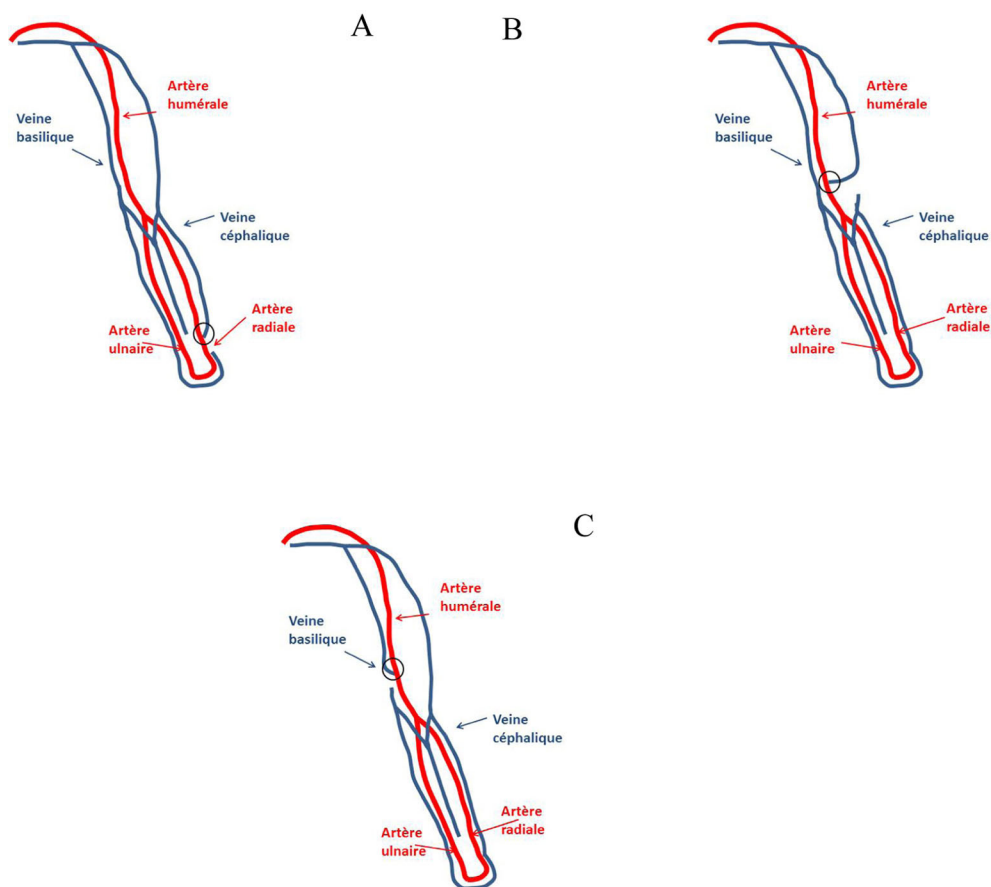 A
Artère
humérale
Veine
basilique
Veine
céphalique
Artère
radiale
Artère
ulnaire
B
Artère
humérale
Veine
basilique
Veine
céphalique
Artère
radiale
Artère
ulnaire
C
Artère
humérale
Veine
basilique
Veine
céphalique
Artère
radiale
Artère
ulnaire